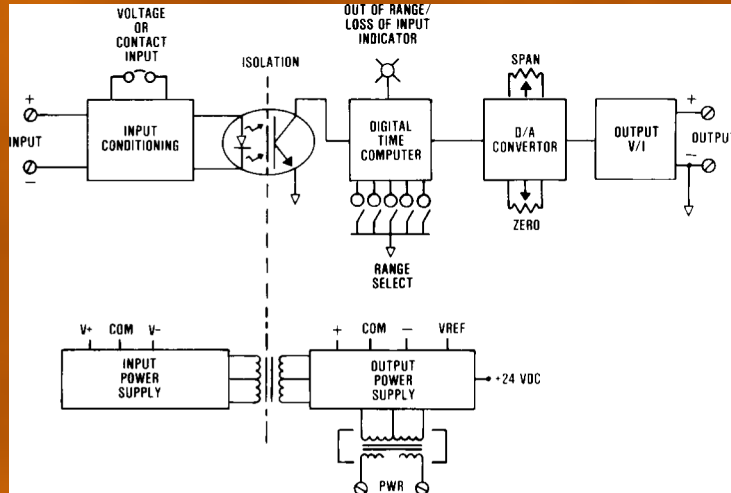 VOLTAGE
OR
CONTACT
INPUT
OUT OF RANGE/
LOSS OF INPUT
INDICATOR
ISOLATION
SPAN
+
INPUT
−
INPUT
CONDITIONING
DIGITAL
TIME
COMPUTER
D/A
CONVERTOR
OUTPUT
V/I
+
OUTPUT
−
ZERO
RANGE
SELECT
V+ COM V-
INPUT
POWER
SUPPLY
+ COM − VREF
OUTPUT
POWER
SUPPLY
+24 VDC
PWR